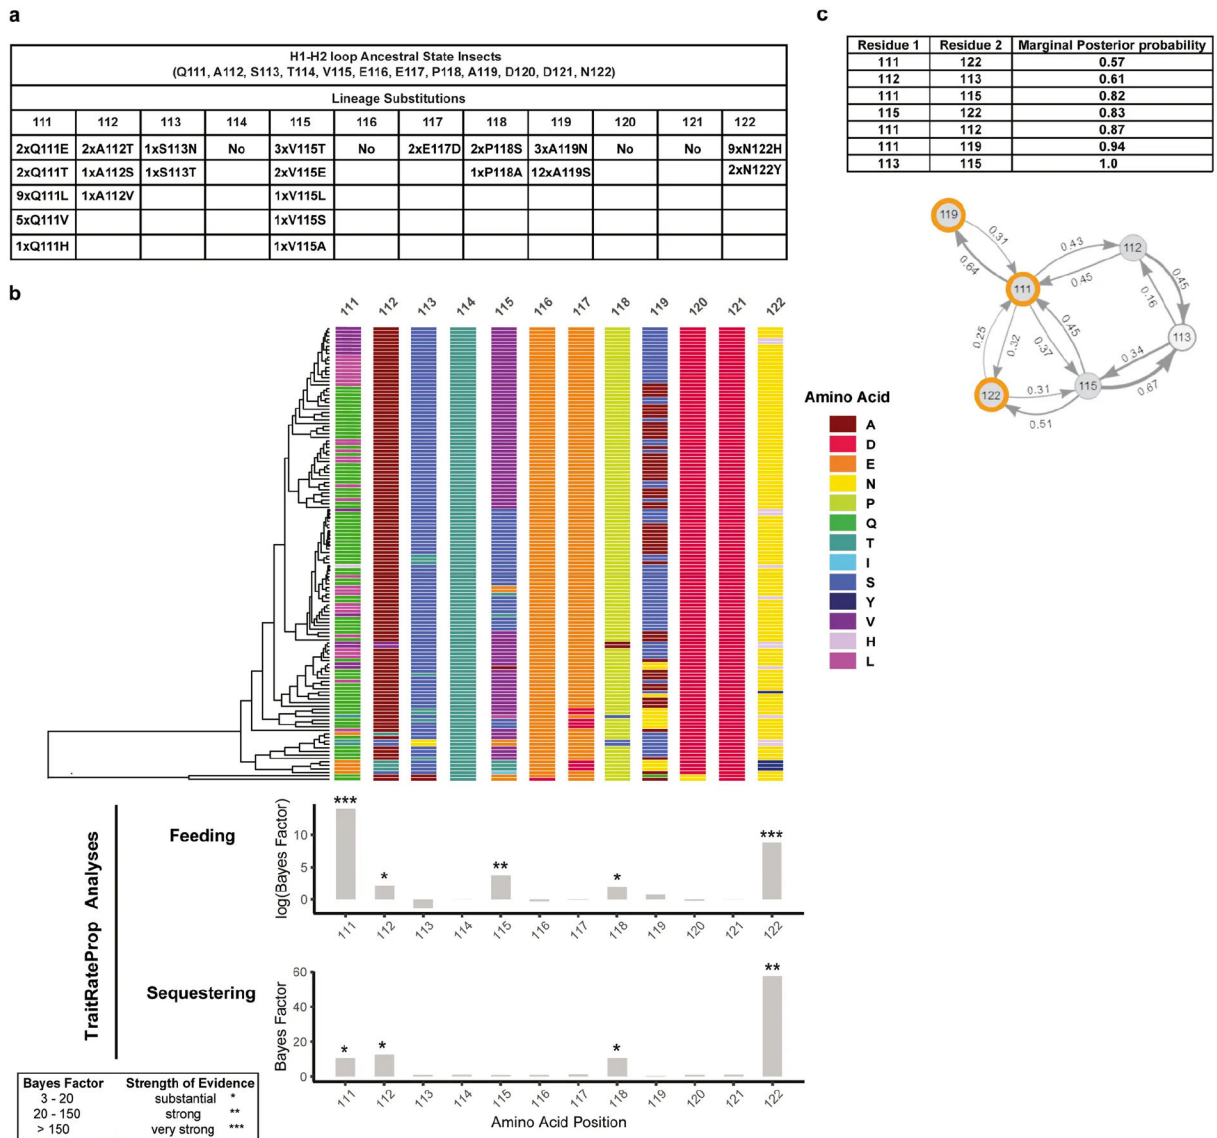 a
H1-H2 loop Ancestral State Insects
(Q111, A112, S113, T114, V115, E116, E117, P118, A119, D120, D121, N122)
Lineage Substitutions
111 112 113 114 115 116 117 118 119 120 121 122
2xQ111E 2xA112T 1xS113N No 3xV115T No 2xE117D 2xP118S 3xA119N No No 9xN122H
2xQ111T 1xA112S 1xS113T 2xV115E 1xP118A 12xA119S 2xN122Y
9xQ111L 1xA112V 1xV115L
5xQ111V 1xV115S
1xQ111H 1xV115A
b
111 112 113 114 115 116 117 118 119 120 121 122
Amino Acid
A
D
E
N
P
Q
T
I
S
Y
V
H
L
TraitRateProp Analyses
Feeding
log(Bayes Factor)
10
5
0
*** * ** * ***
111 112 113 114 115 116 117 118 119 120 121 122
Sequestering
Bayes Factor
60
40
20
0
* * * **
111 112 113 114 115 116 117 118 119 120 121 122
Amino Acid Position
Bayes Factor Strength of Evidence
3 - 20 substantial *
20 - 150 strong **
> 150 very strong ***
c
Residue 1 Residue 2 Marginal Posterior probability
111 122 0.57
112 113 0.61
111 115 0.82
115 122 0.83
111 112 0.87
111 119 0.94
113 115 1.0
119
0.31
0.64
0.43
112
0.45
111
0.45
0.16
0.25
0.32
0.37
0.45
113
0.34
122
0.31
115
0.67
0.51